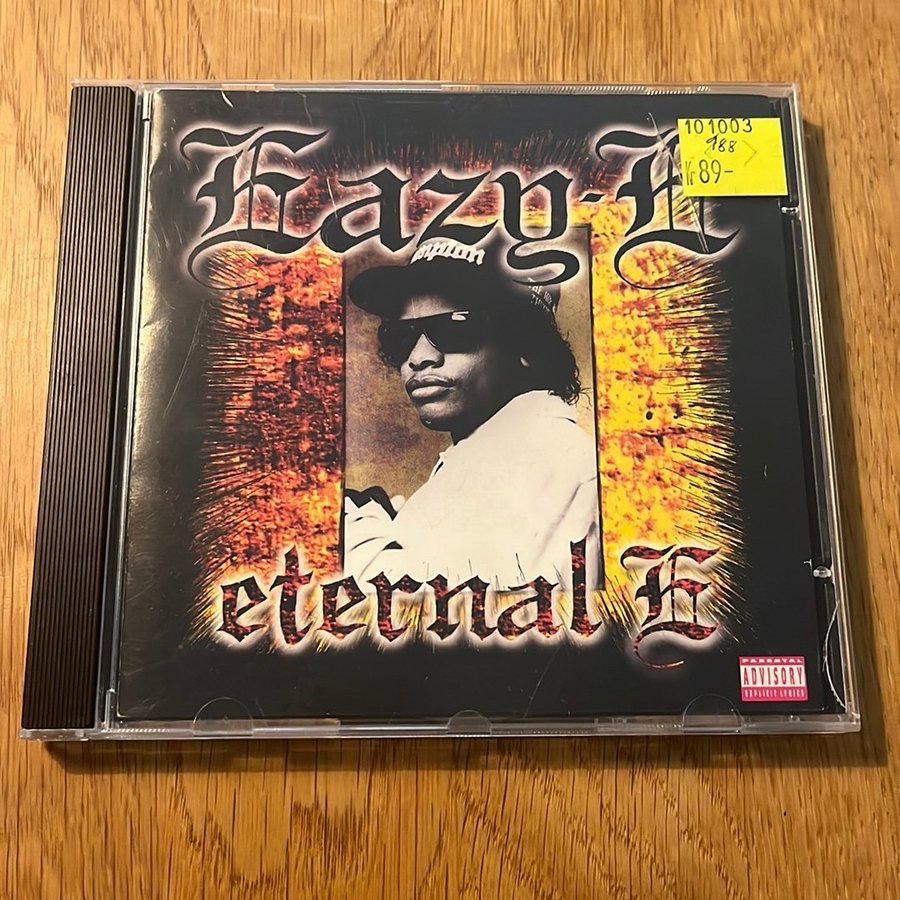 Eazy-E
101003
988
Kr 89-
eternal E
PARENTAL
ADVISORY
EXPLICIT LYRICS